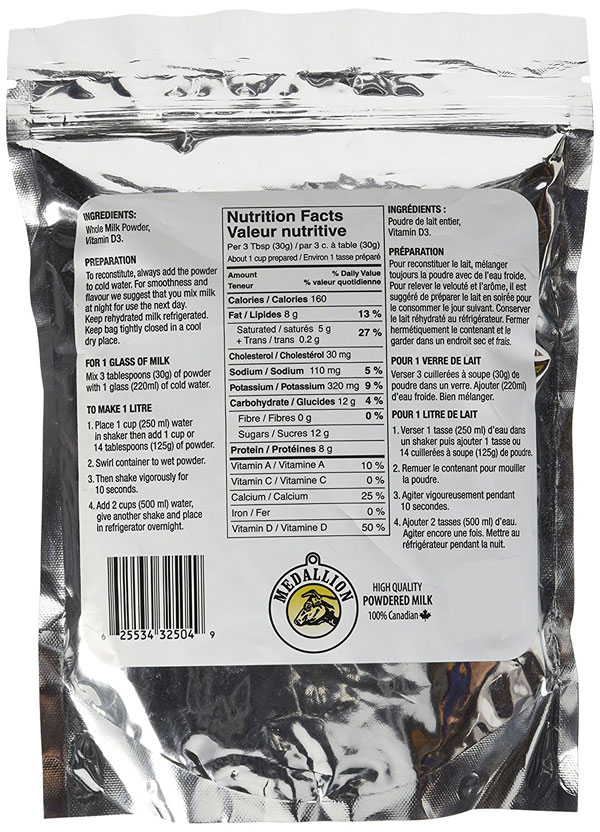 INGREDIENTS:
Whole Milk Powder,
Vitamin D3.
PREPARATION
To reconstitute, always add the powder
to cold water. For smoothness and
flavour we suggest that you mix milk
at night for use the next day.
Keep rehydrated milk refrigerated.
Keep bag tightly closed in a cool
dry place.
FOR 1 GLASS OF MILK
Mix 3 tablespoons (30g) of powder
with 1 glass (220ml) of cold water.
TO MAKE 1 LITRE
1. Place 1 cup (250 ml) water
in shaker then add 1 cup or
14 tablespoons (125g) of powder.
2. Swirl container to wet powder.
3. Then shake vigorously for
10 seconds.
4. Add 2 cups (500 ml) water,
give another shake and place
in refrigerator overnight.
Nutrition Facts
Valeur nutritive
Per 3 Tbsp (30g) / par 3 c. à table (30g)
About 1 cup prepared / Environ 1 tasse préparé
Amount % Daily Value
Teneur % valeur quotidienne
Calories / Calories 160
Fat / Lipides 8 g 13 %
Saturated / saturés 5 g
+ Trans / trans 0.2 g 27 %
Cholesterol / Cholestérol 30 mg
Sodium / Sodium 110 mg 5 %
Potassium / Potassium 320 mg 9 %
Carbohydrate / Glucides 12 g 4 %
Fibre / Fibres 0 g 0 %
Sugars / Sucres 12 g
Protein / Protéines 8 g
Vitamin A / Vitamine A 10 %
Vitamin C / Vitamine C 0 %
Calcium / Calcium 25 %
Iron / Fer 0 %
Vitamin D / Vitamine D 50 %
INGRÉDIENTS :
Poudre de lait entier,
Vitamin D3.
PRÉPARATION
Pour reconstituer le lait, mélanger
toujours la poudre avec de l'eau froide.
Pour relever le velouté et l'arôme, il est
suggéré de préparer le lait en soirée pour
le consommer le jour suivant. Conserver
le lait réhydraté au réfrigérateur. Fermer
hermétiquement le contenant et le
garder dans un endroit sec et frais.
POUR 1 VERRE DE LAIT
Verser 3 cuillerées à soupe (30g) de
poudre dans un verre. Ajouter (220ml)
d'eau froide. Bien mélanger.
POUR 1 LITRE DE LAIT
1. Verser 1 tasse (250 ml) d'eau dans
un shaker puis ajouter 1 tasse ou
14 cuillerées à soupe (125g) de poudre.
2. Remuer le contenant pour mouiller
la poudre.
3. Agiter vigoureusement pendant
10 secondes.
4. Ajouter 2 tasses (500 ml) d'eau.
Agiter encore une fois. Mettre au
réfrigérateur pendant la nuit.
6 25534 32504 9
MEDALLION
HIGH QUALITY
POWDERED MILK
100% Canadian